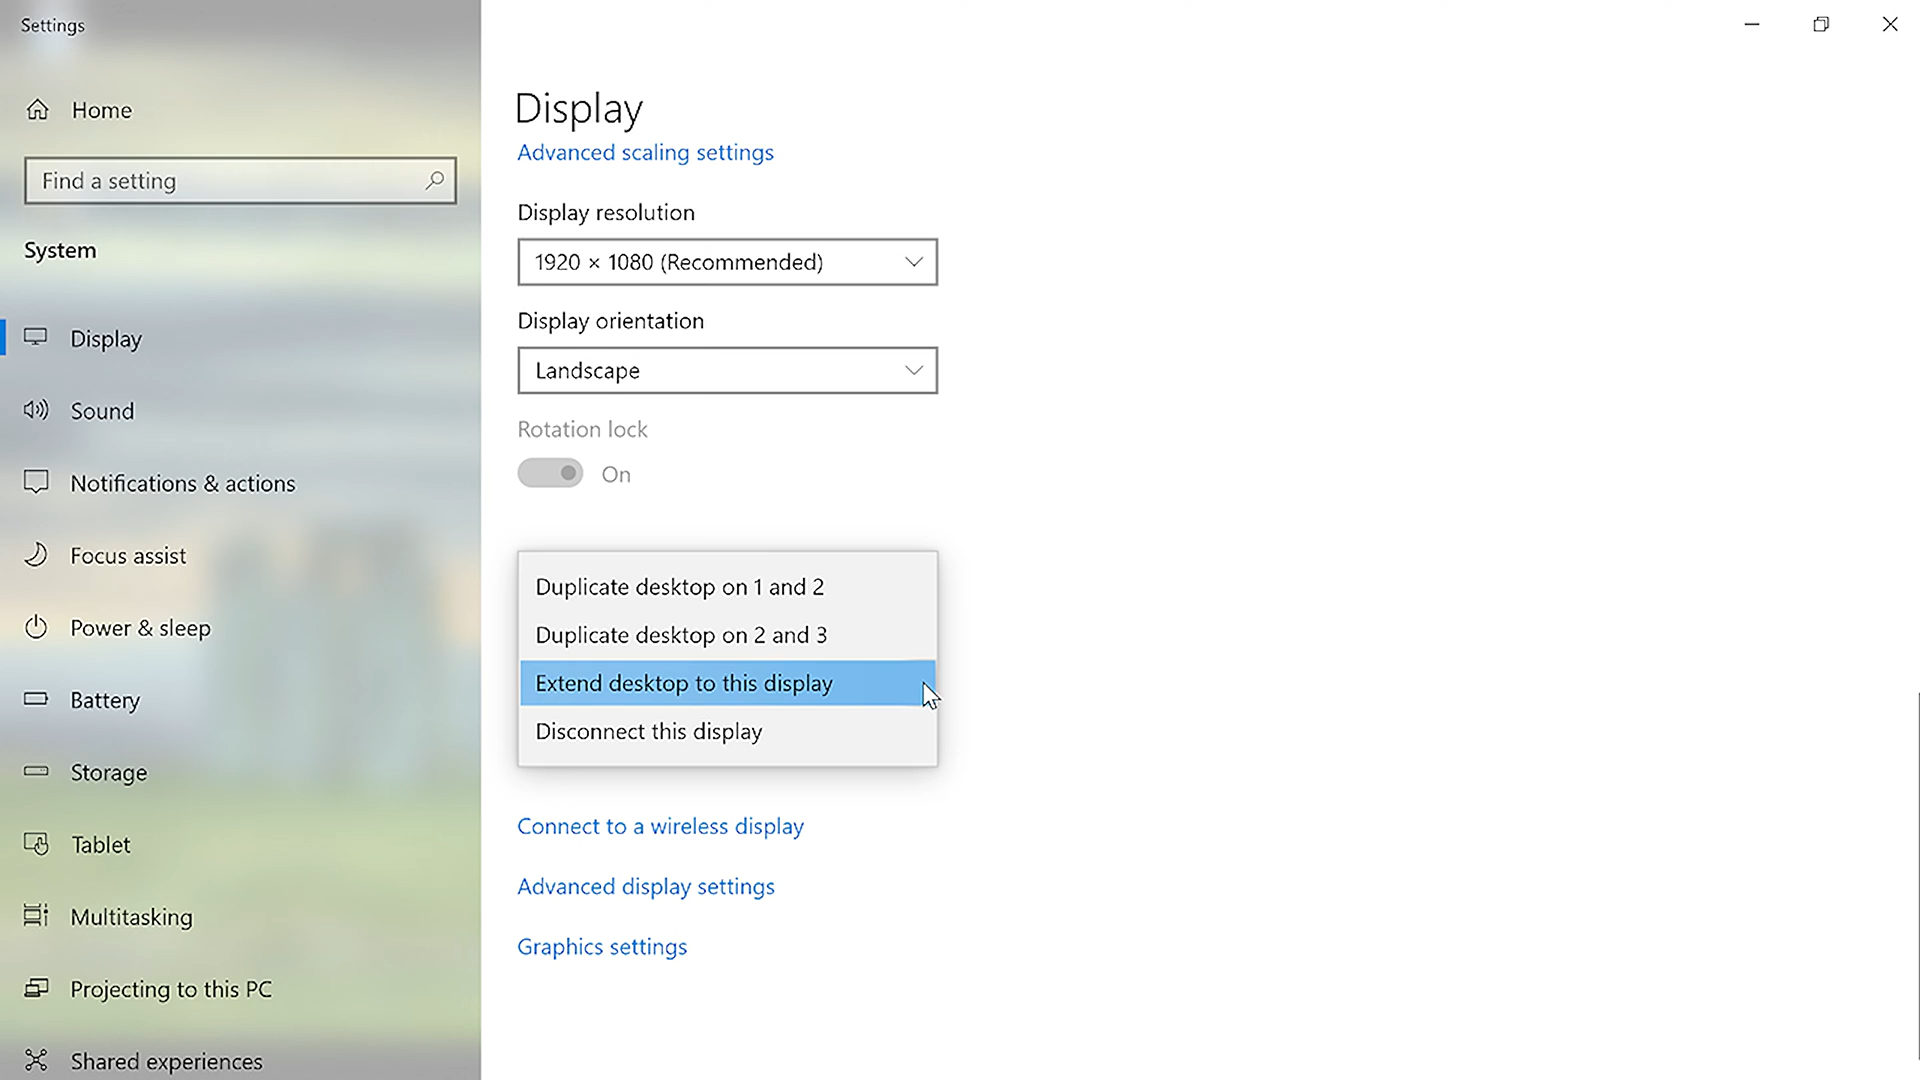 Settings
Home
Find a setting
System
Display
Sound
Notifications & actions
Focus assist
Power & sleep
Battery
Storage
Tablet
Multitasking
Projecting to this PC
Shared experiences
Display
Advanced scaling settings
Display resolution
1920 × 1080 (Recommended)
Display orientation
Landscape
Rotation lock
On
Duplicate desktop on 1 and 2
Duplicate desktop on 2 and 3
Extend desktop to this display
Disconnect this display
Connect to a wireless display
Advanced display settings
Graphics settings